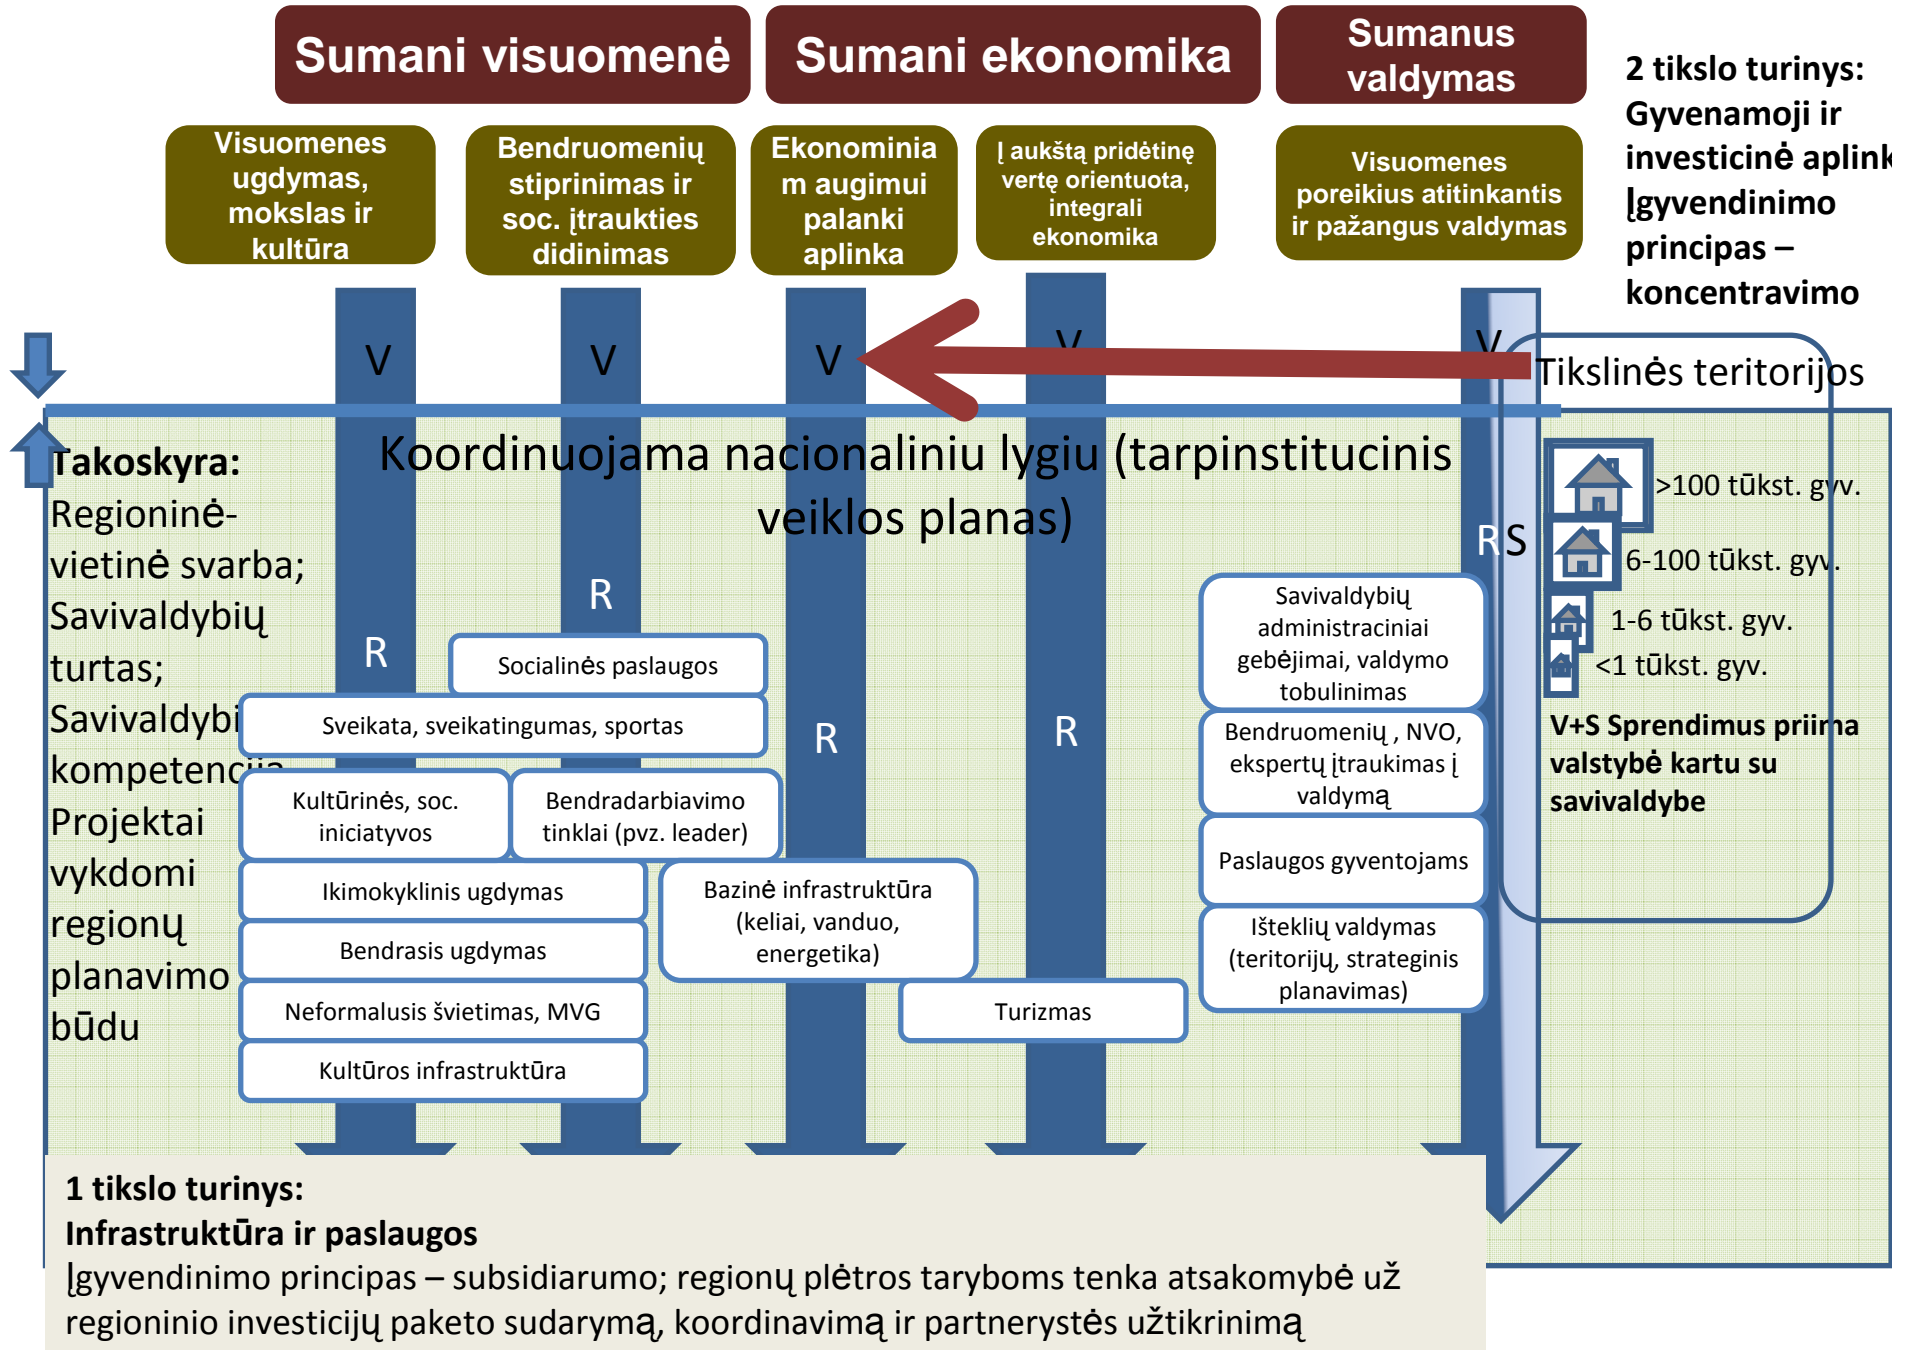 Sumani visuomenė
Sumani ekonomika
Sumanus
valdymas
2 tikslo turinys:
Gyvenamoji ir
investicinė aplink
Įgyvendinimo
principas –
koncentravimo
Visuomenes
ugdymas,
mokslas ir
kultūra
Bendruomenių
stiprinimas ir
soc. įtraukties
didinimas
Ekonominia
m augimui
palanki
aplinka
Į aukštą pridėtinę
vertę orientuota,
integrali
ekonomika
Visuomenes
poreikius atitinkantis
ir pažangus valdymas
V
V
V
V
V
Tikslinės teritorijos
Koordinuojama nacionaliniu lygiu (tarpinstitucinis
veiklos planas)
Takoskyra:
Regioninė-
vietinė svarba;
Savivaldybių
turtas;
Savivaldybi
kompetencija
Projektai
vykdomi
regionų
planavimo
būdu
R
R
R
R
R
S
Socialinės paslaugos
Sveikata, sveikatingumas, sportas
Kultūrinės, soc.
iniciatyvos
Bendradarbiavimo
tinklai (pvz. leader)
Ikimokyklinis ugdymas
Bendrasis ugdymas
Neformalusis švietimas, MVG
Kultūros infrastruktūra
Bazinė infrastruktūra
(keliai, vanduo,
energetika)
Turizmas
Savivaldybių
administraciniai
gebėjimai, valdymo
tobulinimas
Bendruomenių , NVO,
ekspertų įtraukimas į
valdymą
Paslaugos gyventojams
Išteklių valdymas
(teritorijų, strateginis
planavimas)
>100 tūkst. gyv.
6-100 tūkst. gyv.
1-6 tūkst. gyv.
<1 tūkst. gyv.
V+S Sprendimus priima
valstybė kartu su
savivaldybe
1 tikslo turinys:
Infrastruktūra ir paslaugos
Įgyvendinimo principas – subsidiarumo; regionų plėtros taryboms tenka atsakomybė už
regioninio investicijų paketo sudarymą, koordinavimą ir partnerystės užtikrinimą